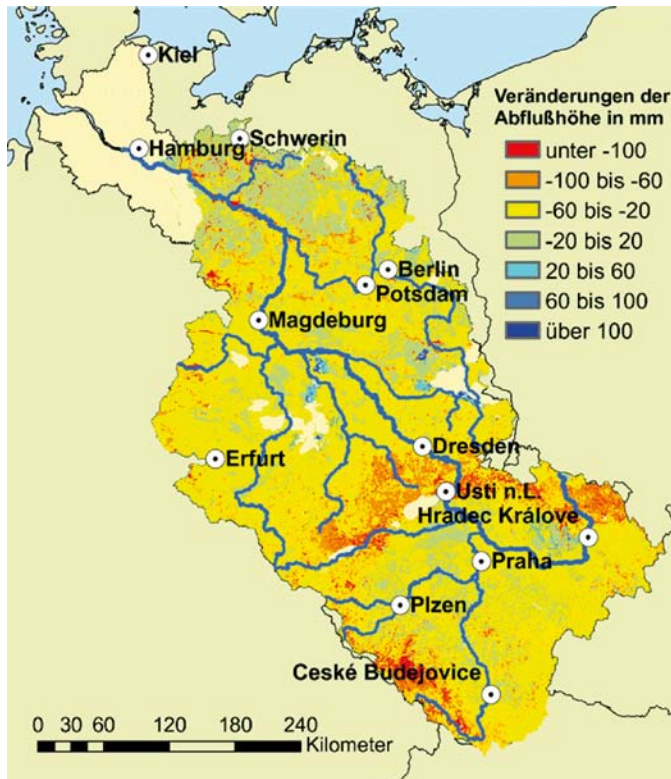 Kiel
Veränderungen der
Abflußhöhe in mm
Schwerin
Hamburg
unter -100
-100 bis -60
-60 bis -20
-20 bis 20
20 bis 60
60 bis 100
über 100
Berlin
Potsdam
Magdeburg
Dresden
Erfurt
Usti n.L.
Hradec Králove
Praha
Plzen
Ceské Budejovice
0 30 60 120 180 240
Kilometer